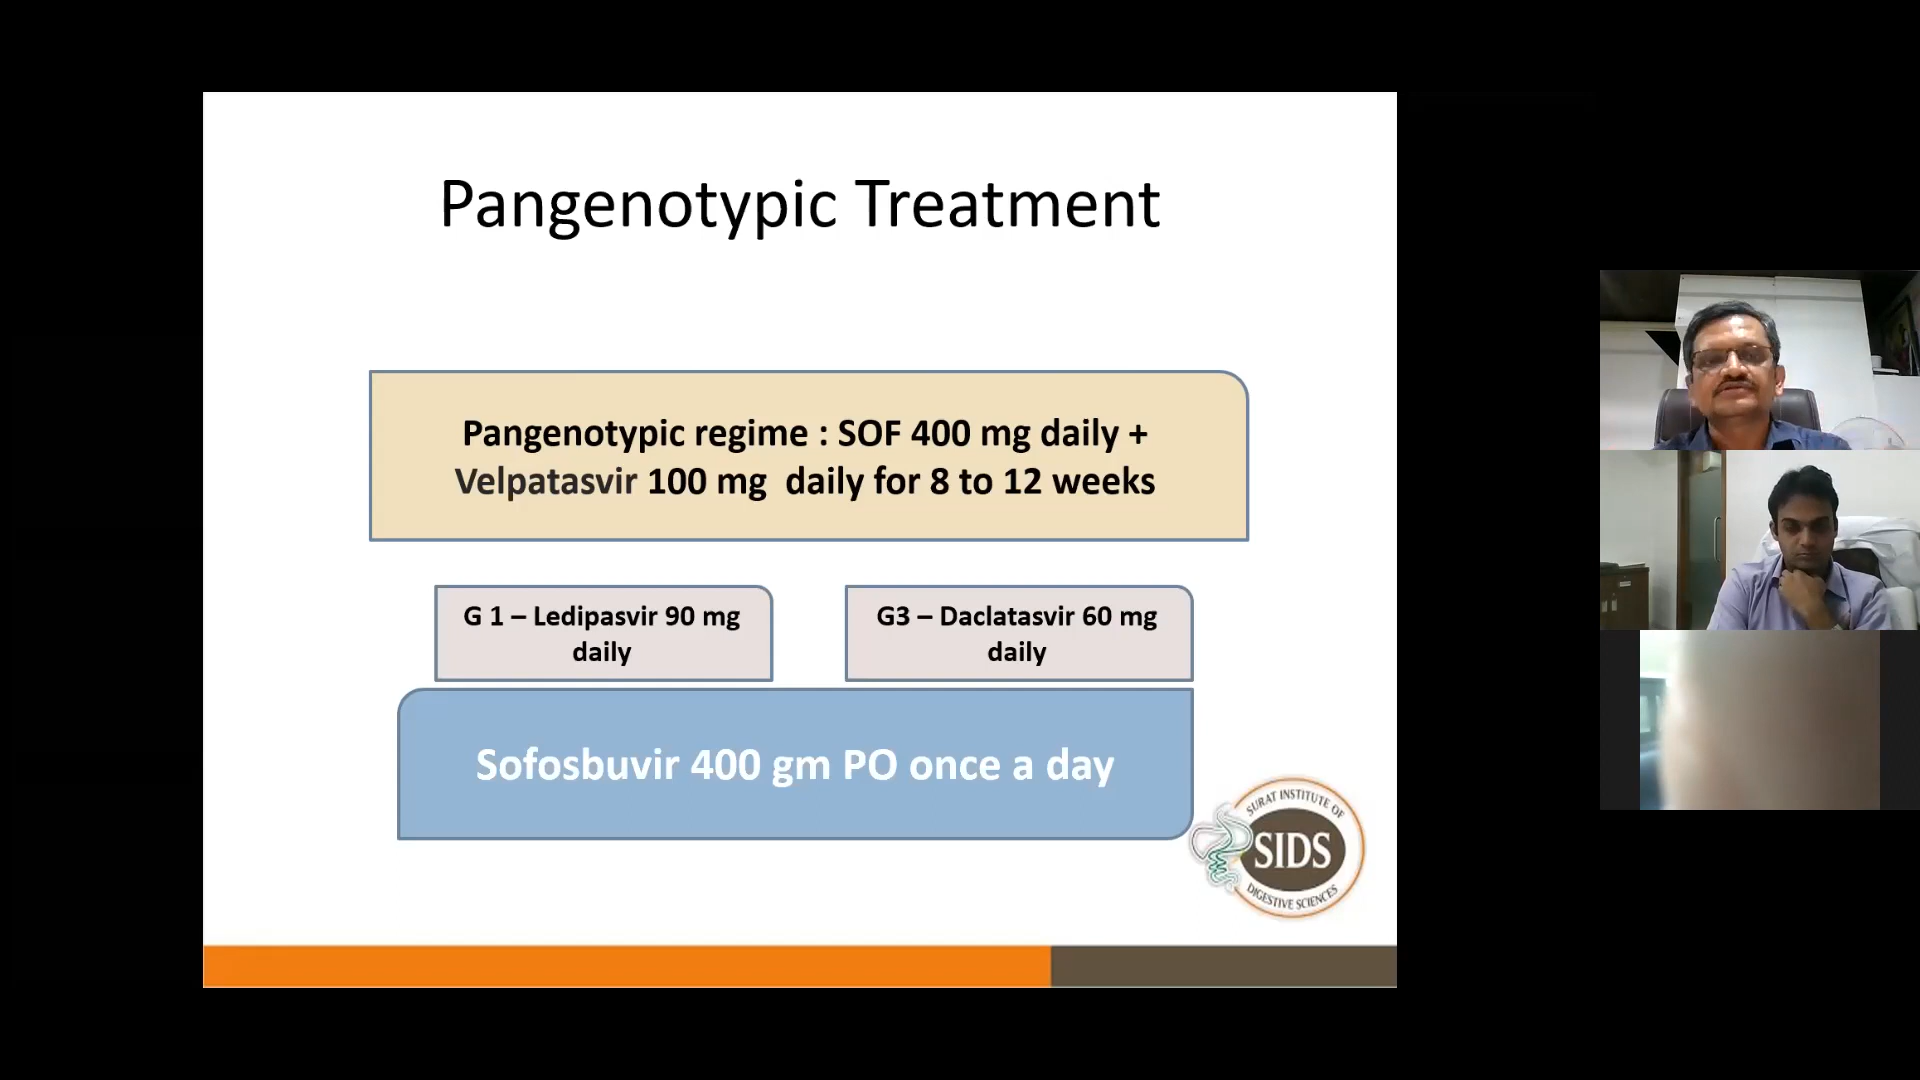 Pangenotypic Treatment
Pangenotypic regime : SOF 400 mg daily +
Velpatasvir 100 mg  daily for 8 to 12 weeks
G 1 – Ledipasvir 90 mg
daily
G3 – Daclatasvir 60 mg
daily
Sofosbuvir 400 gm PO once a day
SURAT INSTITUTE OF
SIDS
DIGESTIVE SCIENCES